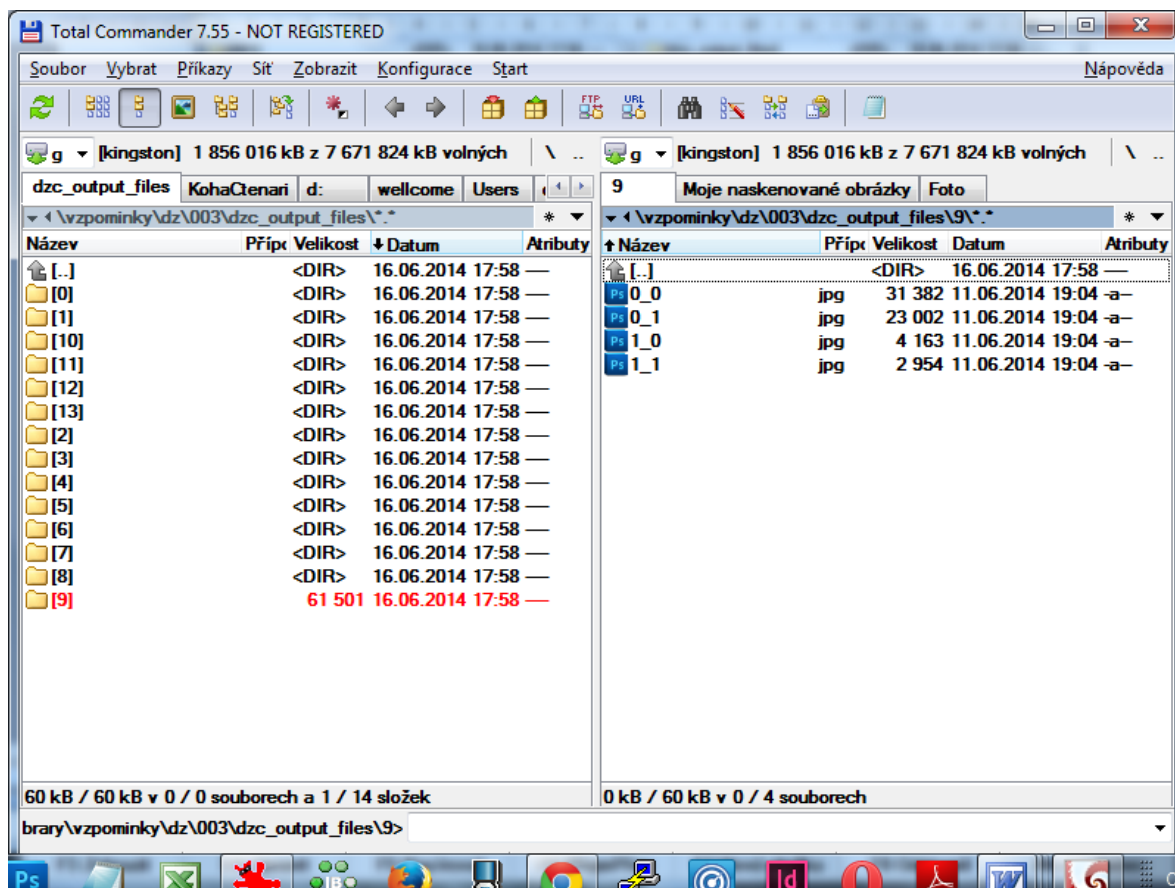 Total Commander 7.55 - NOT REGISTERED
Soubor Vybrat Příkazy Síť Zobrazit Konfigurace Start Nápověda
FTP URL
g [kingston] 1 856 016 kB z 7 671 824 kB volných \ ..
dzc_output_files KohaCtenari d: wellcome Users
\vzpominky\dz\003\dzc_output_files\*.* *
Název Přípo Velikost Datum Atributy
[..] <DIR> 16.06.2014 17:58 ----
[0] <DIR> 16.06.2014 17:58 ----
[1] <DIR> 16.06.2014 17:58 ----
[10] <DIR> 16.06.2014 17:58 ----
[11] <DIR> 16.06.2014 17:58 ----
[12] <DIR> 16.06.2014 17:58 ----
[13] <DIR> 16.06.2014 17:58 ----
[2] <DIR> 16.06.2014 17:58 ----
[3] <DIR> 16.06.2014 17:58 ----
[4] <DIR> 16.06.2014 17:58 ----
[5] <DIR> 16.06.2014 17:58 ----
[6] <DIR> 16.06.2014 17:58 ----
[7] <DIR> 16.06.2014 17:58 ----
[8] <DIR> 16.06.2014 17:58 ----
[9] 61 501 16.06.2014 17:58 ----
60 kB / 60 kB v 0 / 0 souborech a 1 / 14 složek
g [kingston] 1 856 016 kB z 7 671 824 kB volných \ ..
9 Moje naskenované obrázky Foto
\vzpominky\dz\003\dzc_output_files\9\*.* *
Název Přípo Velikost Datum Atributy
[..] <DIR> 16.06.2014 17:58 ----
Ps 0_0 jpg 31 382 11.06.2014 19:04 -a--
Ps 0_1 jpg 23 002 11.06.2014 19:04 -a--
Ps 1_0 jpg 4 163 11.06.2014 19:04 -a--
Ps 1_1 jpg 2 954 11.06.2014 19:04 -a--
0 kB / 60 kB v 0 / 4 souborech
brary\vzpominky\dz\003\dzc_output_files\9>
Ps IB Id W